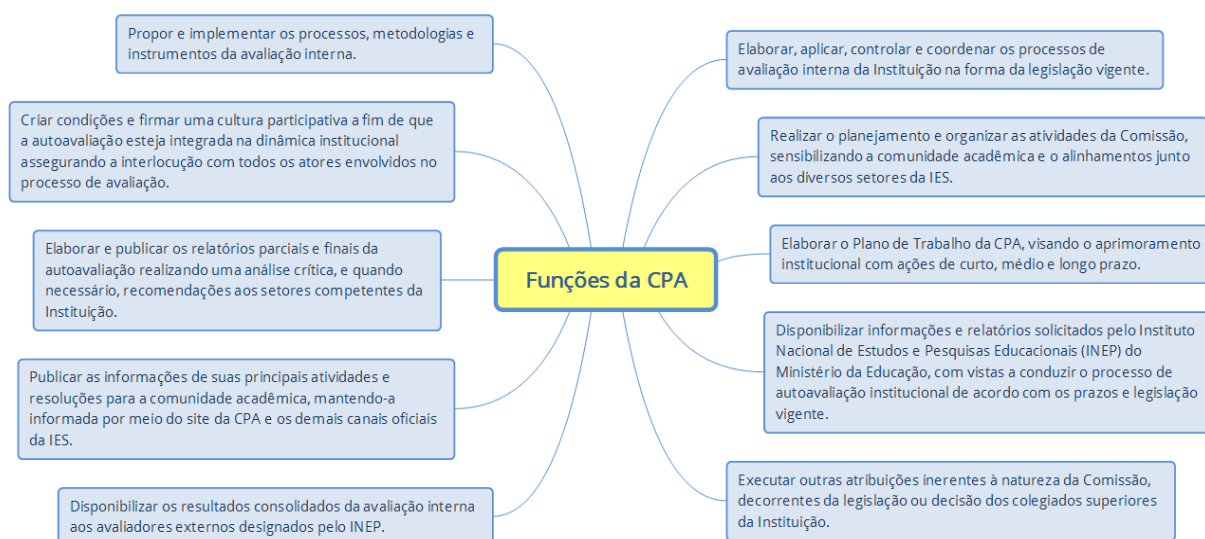 Propor e implementar os processos, metodologias e
instrumentos da avaliação interna.
Criar condições e firmar uma cultura participativa a fim de que
a autoavaliação esteja integrada na dinâmica institucional
assegurando a interlocução com todos os atores envolvidos no
processo de avaliação.
Elaborar e publicar os relatórios parciais e finais da
autoavaliação realizando uma análise crítica, e quando
necessário, recomendações aos setores competentes da
Instituição.
Publicar as informações de suas principais atividades e
resoluções para a comunidade acadêmica, mantendo-a
informada por meio do site da CPA e os demais canais oficiais
da IES.
Disponibilizar os resultados consolidados da avaliação interna
aos avaliadores externos designados pelo INEP.
Funções da CPA
Elaborar, aplicar, controlar e coordenar os processos de
avaliação interna da Instituição na forma da legislação vigente.
Realizar o planejamento e organizar as atividades da Comissão,
sensibilizando a comunidade acadêmica e o alinhamentos junto
aos diversos setores da IES.
Elaborar o Plano de Trabalho da CPA, visando o aprimoramento
institucional com ações de curto, médio e longo prazo.
Disponibilizar informações e relatórios solicitados pelo Instituto
Nacional de Estudos e Pesquisas Educacionais (INEP) do
Ministério da Educação, com vistas a conduzir o processo de
autoavaliação institucional de acordo com os prazos e legislação
vigente.
Executar outras atribuições inerentes à natureza da Comissão,
decorrentes da legislação ou decisão dos colegiados superiores
da Instituição.